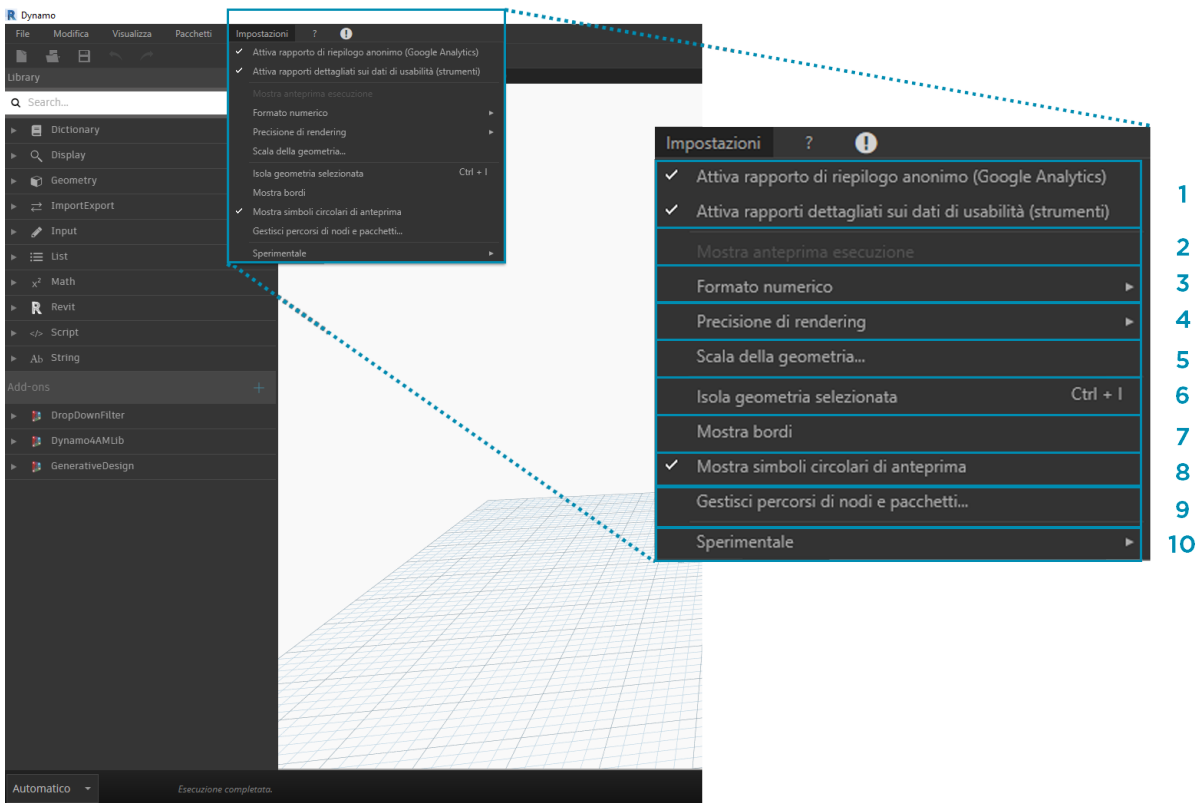 R Dynamo
File Modifica Visualizza Pacchetti Impostazioni ? !
Attiva rapporto di riepilogo anonimo (Google Analytics)
Attiva rapporti dettagliati sui dati di usabilità (strumenti)
Mostra anteprima esecuzione
Formato numerico
Precisione di rendering
Scala della geometria...
Isola geometria selezionata Ctrl + I
Mostra bordi
Mostra simboli circolari di anteprima
Gestisci percorsi di nodi e pacchetti...
Sperimentale
Library
Search...
Dictionary
Display
Geometry
ImportExport
Input
List
x² Math
R Revit
</> Script
Ab String
Add-ons +
DropDownFilter
Dynamo4AMLib
GenerativeDesign
Automatico Esecuzione completata.
Impostazioni ? !
Attiva rapporto di riepilogo anonimo (Google Analytics)
1
Attiva rapporti dettagliati sui dati di usabilità (strumenti)
Mostra anteprima esecuzione 2
Formato numerico 3
Precisione di rendering 4
Scala della geometria... 5
Isola geometria selezionata Ctrl + I 6
Mostra bordi 7
Mostra simboli circolari di anteprima 8
Gestisci percorsi di nodi e pacchetti... 9
Sperimentale 10